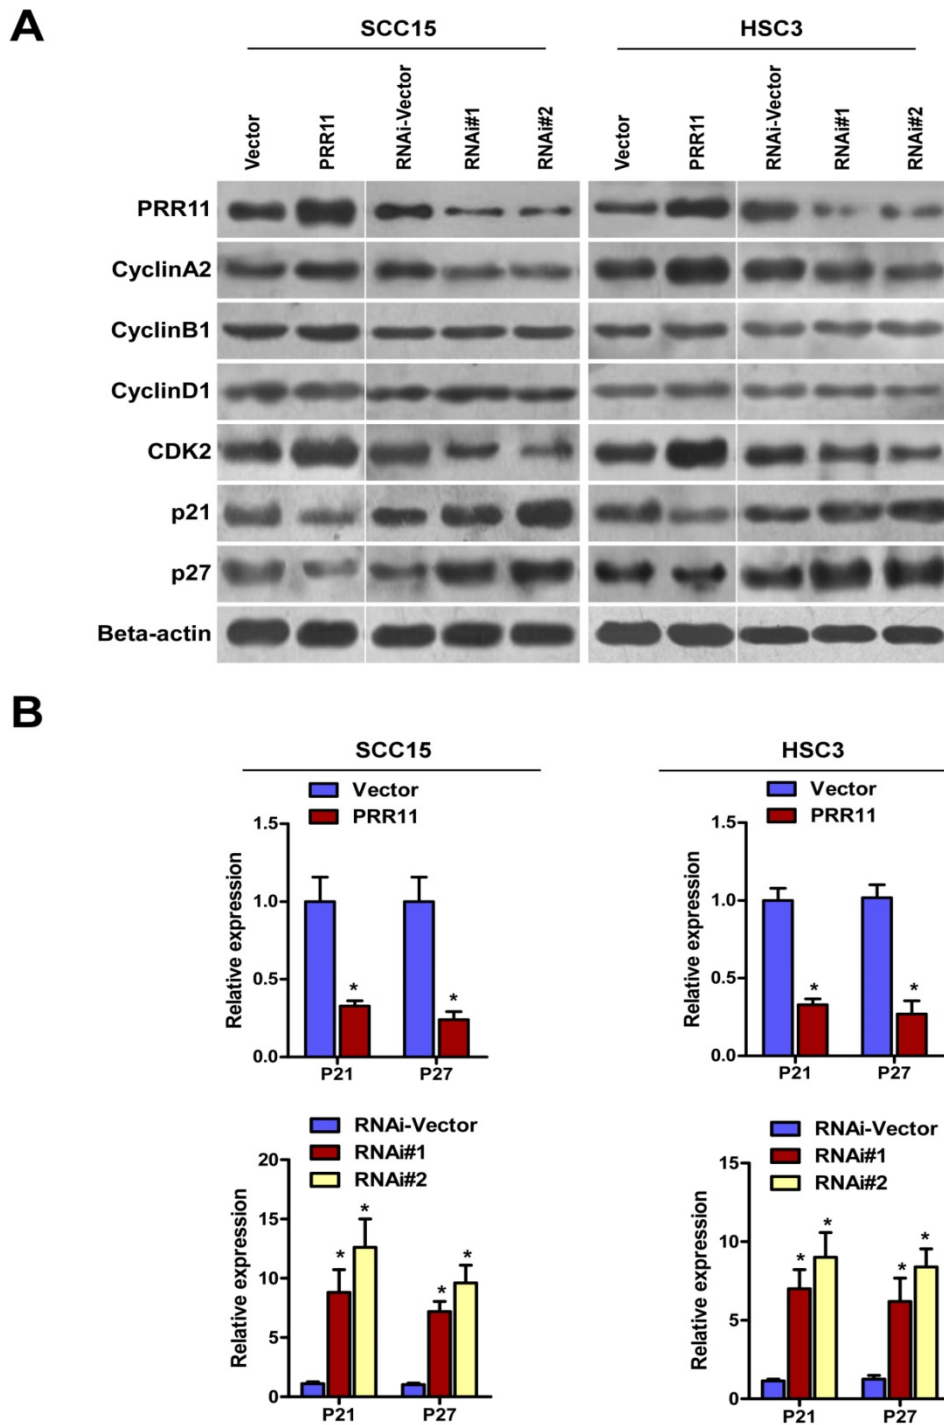 A
SCC15 HSC3
Vector PRR11 RNAi-Vector RNAi#1 RNAi#2 Vector PRR11 RNAi-Vector RNAi#1 RNAi#2
PRR11
CyclinA2
CyclinB1
CyclinD1
CDK2
p21
p27
Beta-actin
B
SCC15
Vector
PRR11
Relative expression
1.5
1.0
0.5
0.0
* *
P21 P27
HSC3
Vector
PRR11
Relative expression
1.5
1.0
0.5
0.0
* *
P21 P27
RNAi-Vector
RNAi#1
RNAi#2
Relative expression
20
15
10
5
0
* * * *
P21 P27
RNAi-Vector
RNAi#1
RNAi#2
Relative expression
15
10
5
0
* * * *
P21 P27